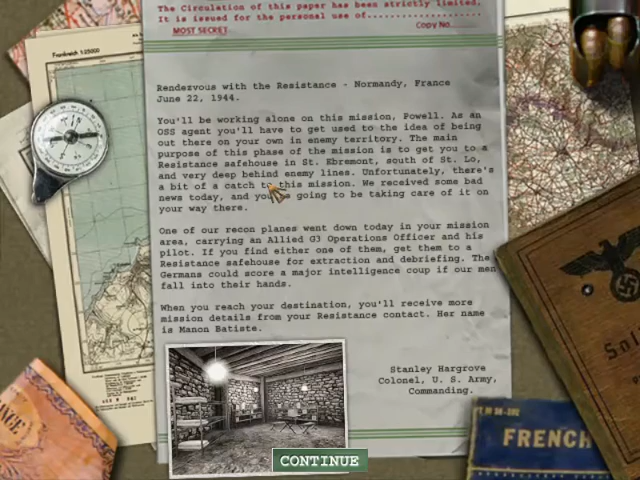 The Circulation of this paper has been strictly limited.
It is issued for the personal use of
MOST SECRET
Copy No.
Frankreich 1:25000
Rendezvous with the Resistance - Normandy, France
June 22, 1944.
You'll be working alone on this mission, Powell. As an
OSS agent you'll have to get used to the idea of being
out there on your own in enemy territory. The main
purpose of this phase of the mission is to get you to a
Resistance safehouse in St. Ebremont, south of St. Lo,
and very deep behind enemy lines. Unfortunately, there's
a bit of a catch to this mission. We received some bad
news today, and going to be taking care of it on
your way there.
One of our recon planes went down today in your mission
area, carrying an Allied G3 Operations Officer and his
pilot. If you find either one of them, get them to a
Resistance safehouse for extraction and debriefing. The
Germans could score a major intelligence coup if our men
fall into their hands.
When you reach your destination, you'll receive more
mission details from your Resistance contact. Her name
is Manon Batiste.
Stanley Hargrove
Colonel, U. S. Army,
Commanding.
FRENCH
CONTINUE